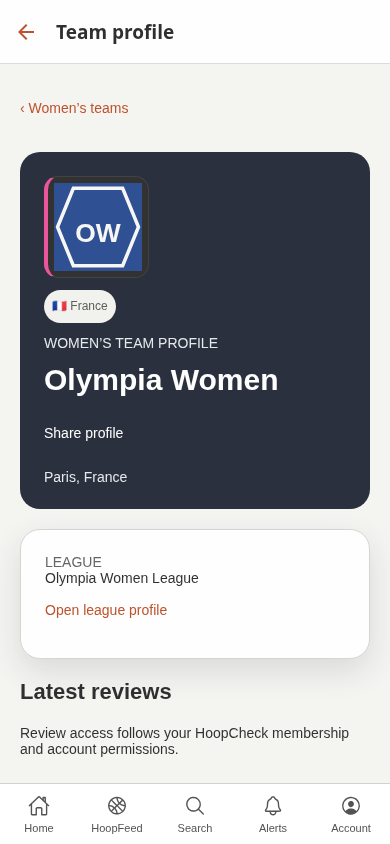 Team profile
‹ Women’s teams
OW
France
WOMEN’S TEAM PROFILE
Olympia Women
Share profile
Paris, France
LEAGUE
Olympia Women League
Open league profile
Latest reviews
Review access follows your HoopCheck membership
and account permissions.
Home HoopFeed Search Alerts Account